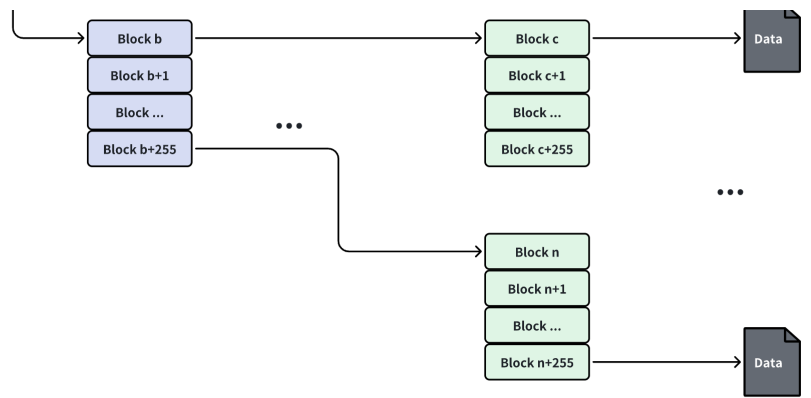 Block b
Block b+1
Block ...
Block b+255
...
Block c
Block c+1
Block ...
Block c+255
Data
...
Block n
Block n+1
Block ...
Block n+255
Data